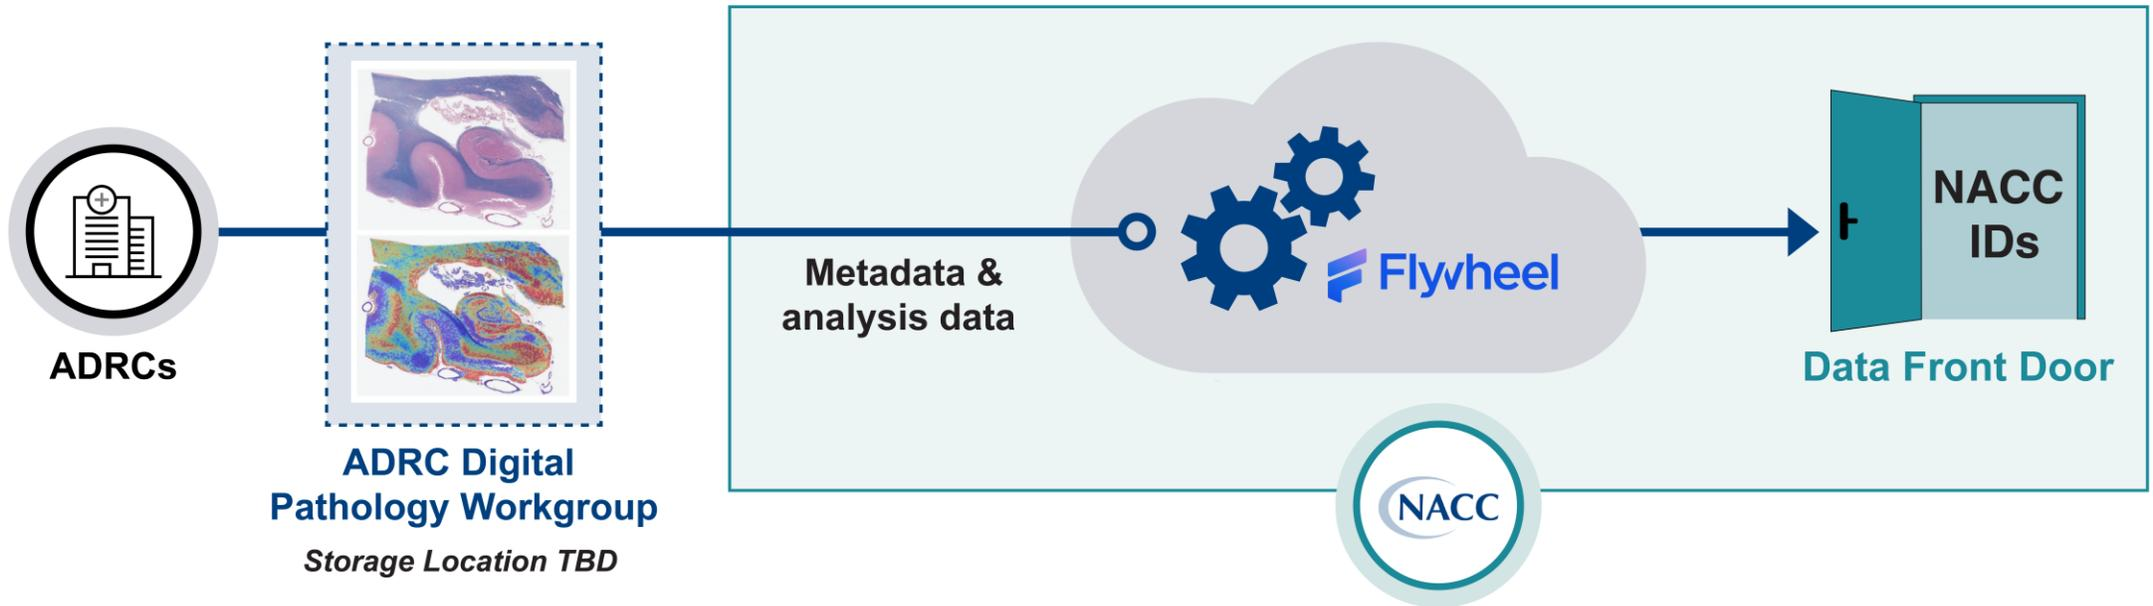 ADRCs
ADRC Digital
Pathology Workgroup
Storage Location TBD
Metadata &
analysis data
Flywheel
NACC
IDs
Data Front Door
NACC